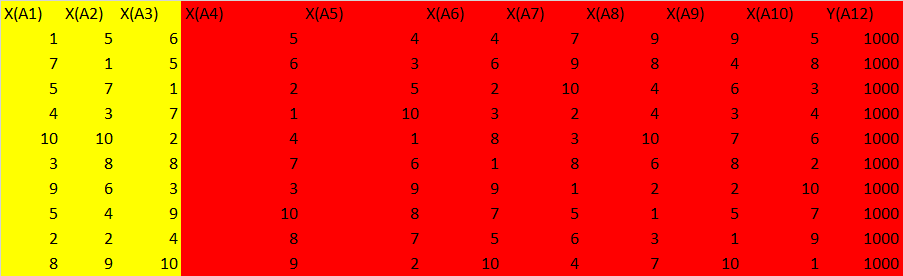 X(A1) X(A2) X(A3) X(A4) X(A5) X(A6) X(A7) X(A8) X(A9) X(A10) Y(A12)
1 5 6 5 4 4 7 9 9 5 1000
7 1 5 6 3 6 9 8 4 8 1000
5 7 1 2 5 2 10 4 6 3 1000
4 3 7 1 10 3 2 4 3 4 1000
10 10 2 4 1 8 3 10 7 6 1000
3 8 8 7 6 1 8 6 8 2 1000
9 6 3 3 9 9 1 2 2 10 1000
5 4 9 10 8 7 5 1 5 7 1000
2 2 4 8 7 5 6 3 1 9 1000
8 9 10 9 2 10 4 7 10 1 1000